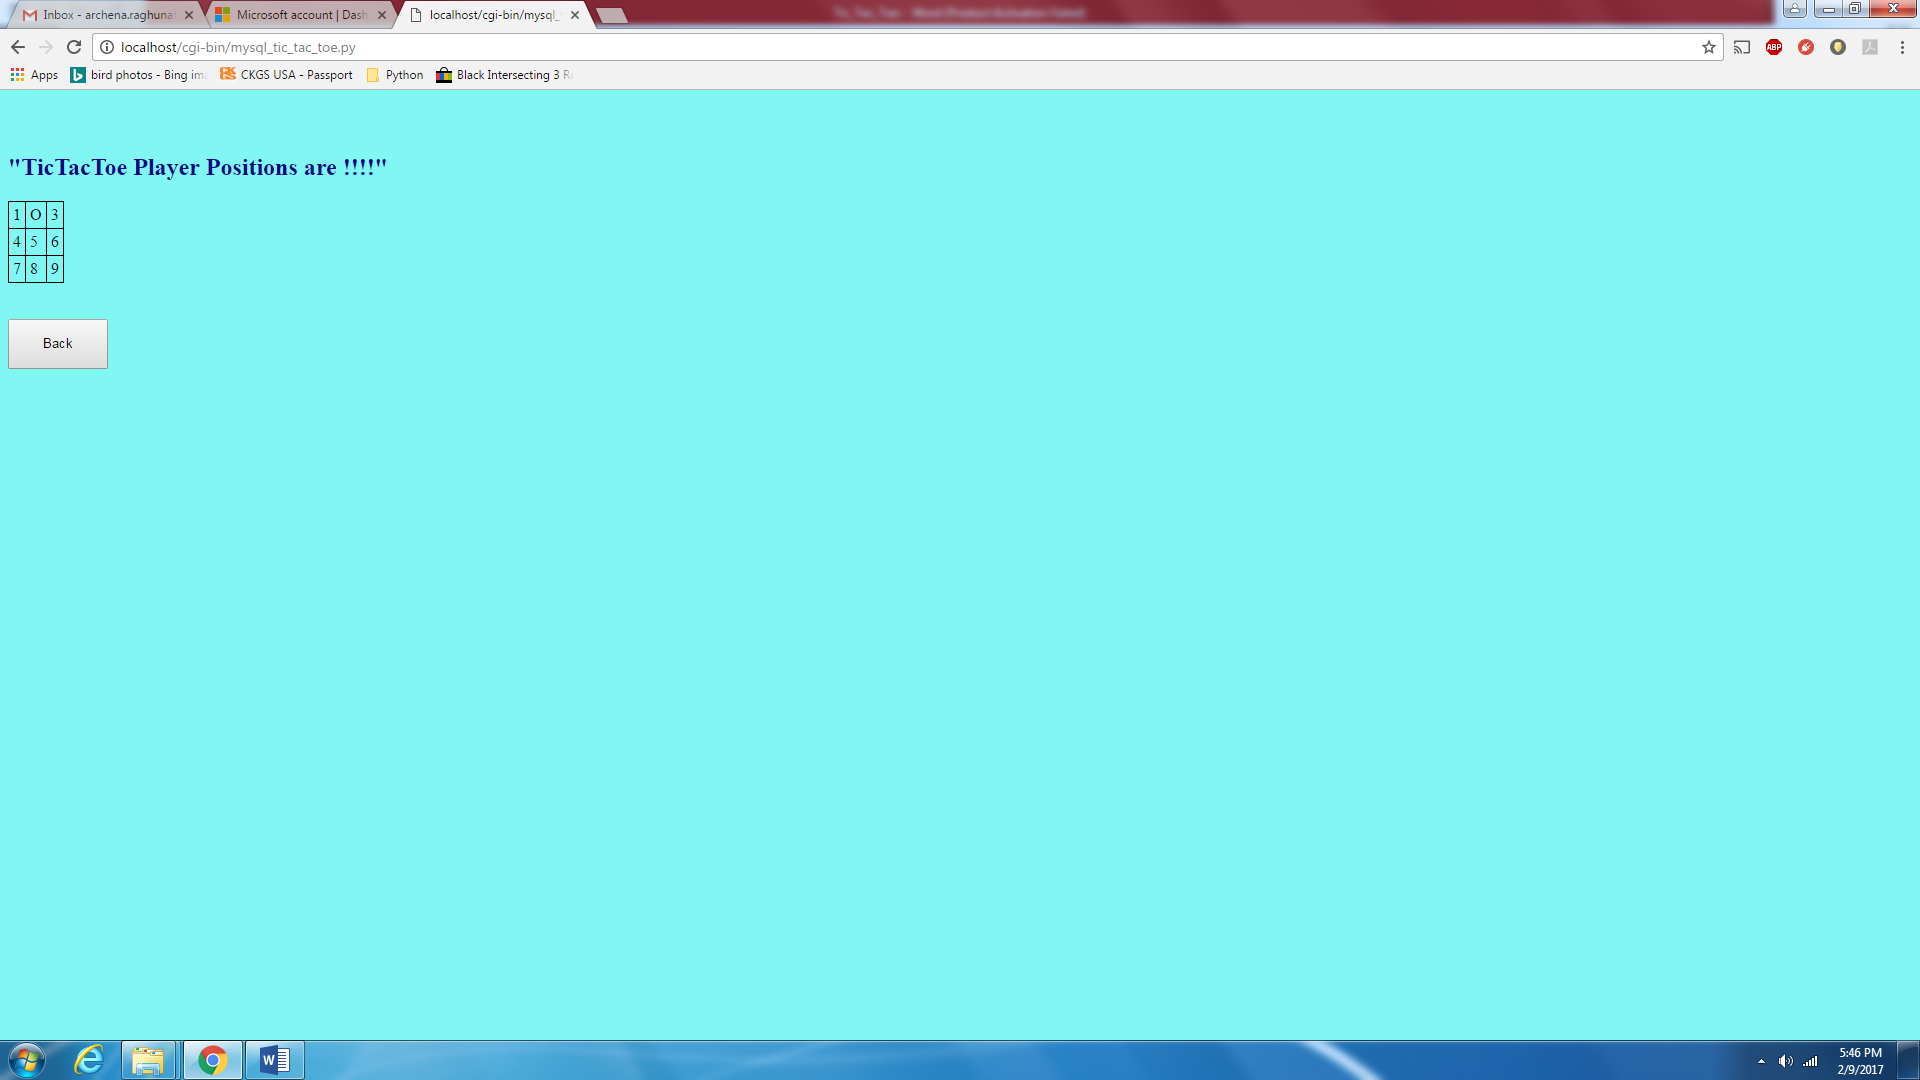 Inbox - archena.raghuna
Microsoft account | Dash
localhost/cgi-bin/mysql_
localhost/cgi-bin/mysql_tic_tac_toe.py
ABP
Apps
bird photos - Bing im
CKGS USA - Passport
Python
Black Intersecting 3 R
"TicTacToe Player Positions are !!!!"
1 O 3
4 5 6
7 8 9
Back
5:46 PM
2/9/2017